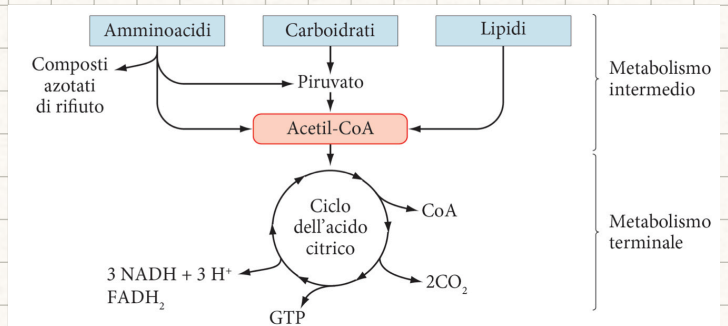 Amminoacidi
Carboidrati
Lipidi
Composti
azotati
di rifiuto
Piruvato
Metabolismo
intermedio
Acetil-CoA
Ciclo
dell'acido
citrico
CoA
Metabolismo
terminale
3 NADH + 3 H⁺
FADH₂
2CO₂
GTP